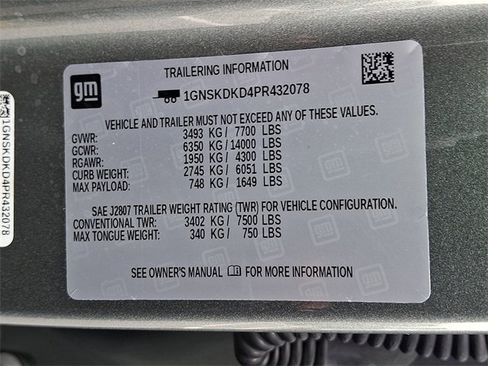 TRAILERING INFORMATION
gm
1GNSKDKD4PR432078
VEHICLE AND TRAILER MUST NOT EXCEED ANY OF THESE VALUES.
GVWR: 3493 KG/ 7700 LBS
GCWR: 6350 KG/ 14000 LBS
RGAWR: 1950 KG/ 4300 LBS
CURB WEIGHT: 2745 KG/ 6051 LBS
MAX PAYLOAD: 748 KG/ 1649 LBS
SAE J2807 TRAILER WEIGHT RATING (TWR) FOR VEHICLE CONFIGURATION.
CONVENTIONAL TWR: 3402 KG/ 7500 LBS
MAX TONGUE WEIGHT: 340 KG/ 750 LBS
SEE OWNER'S MANUAL FOR MORE INFORMATION
1GNSKDKD4PR432078